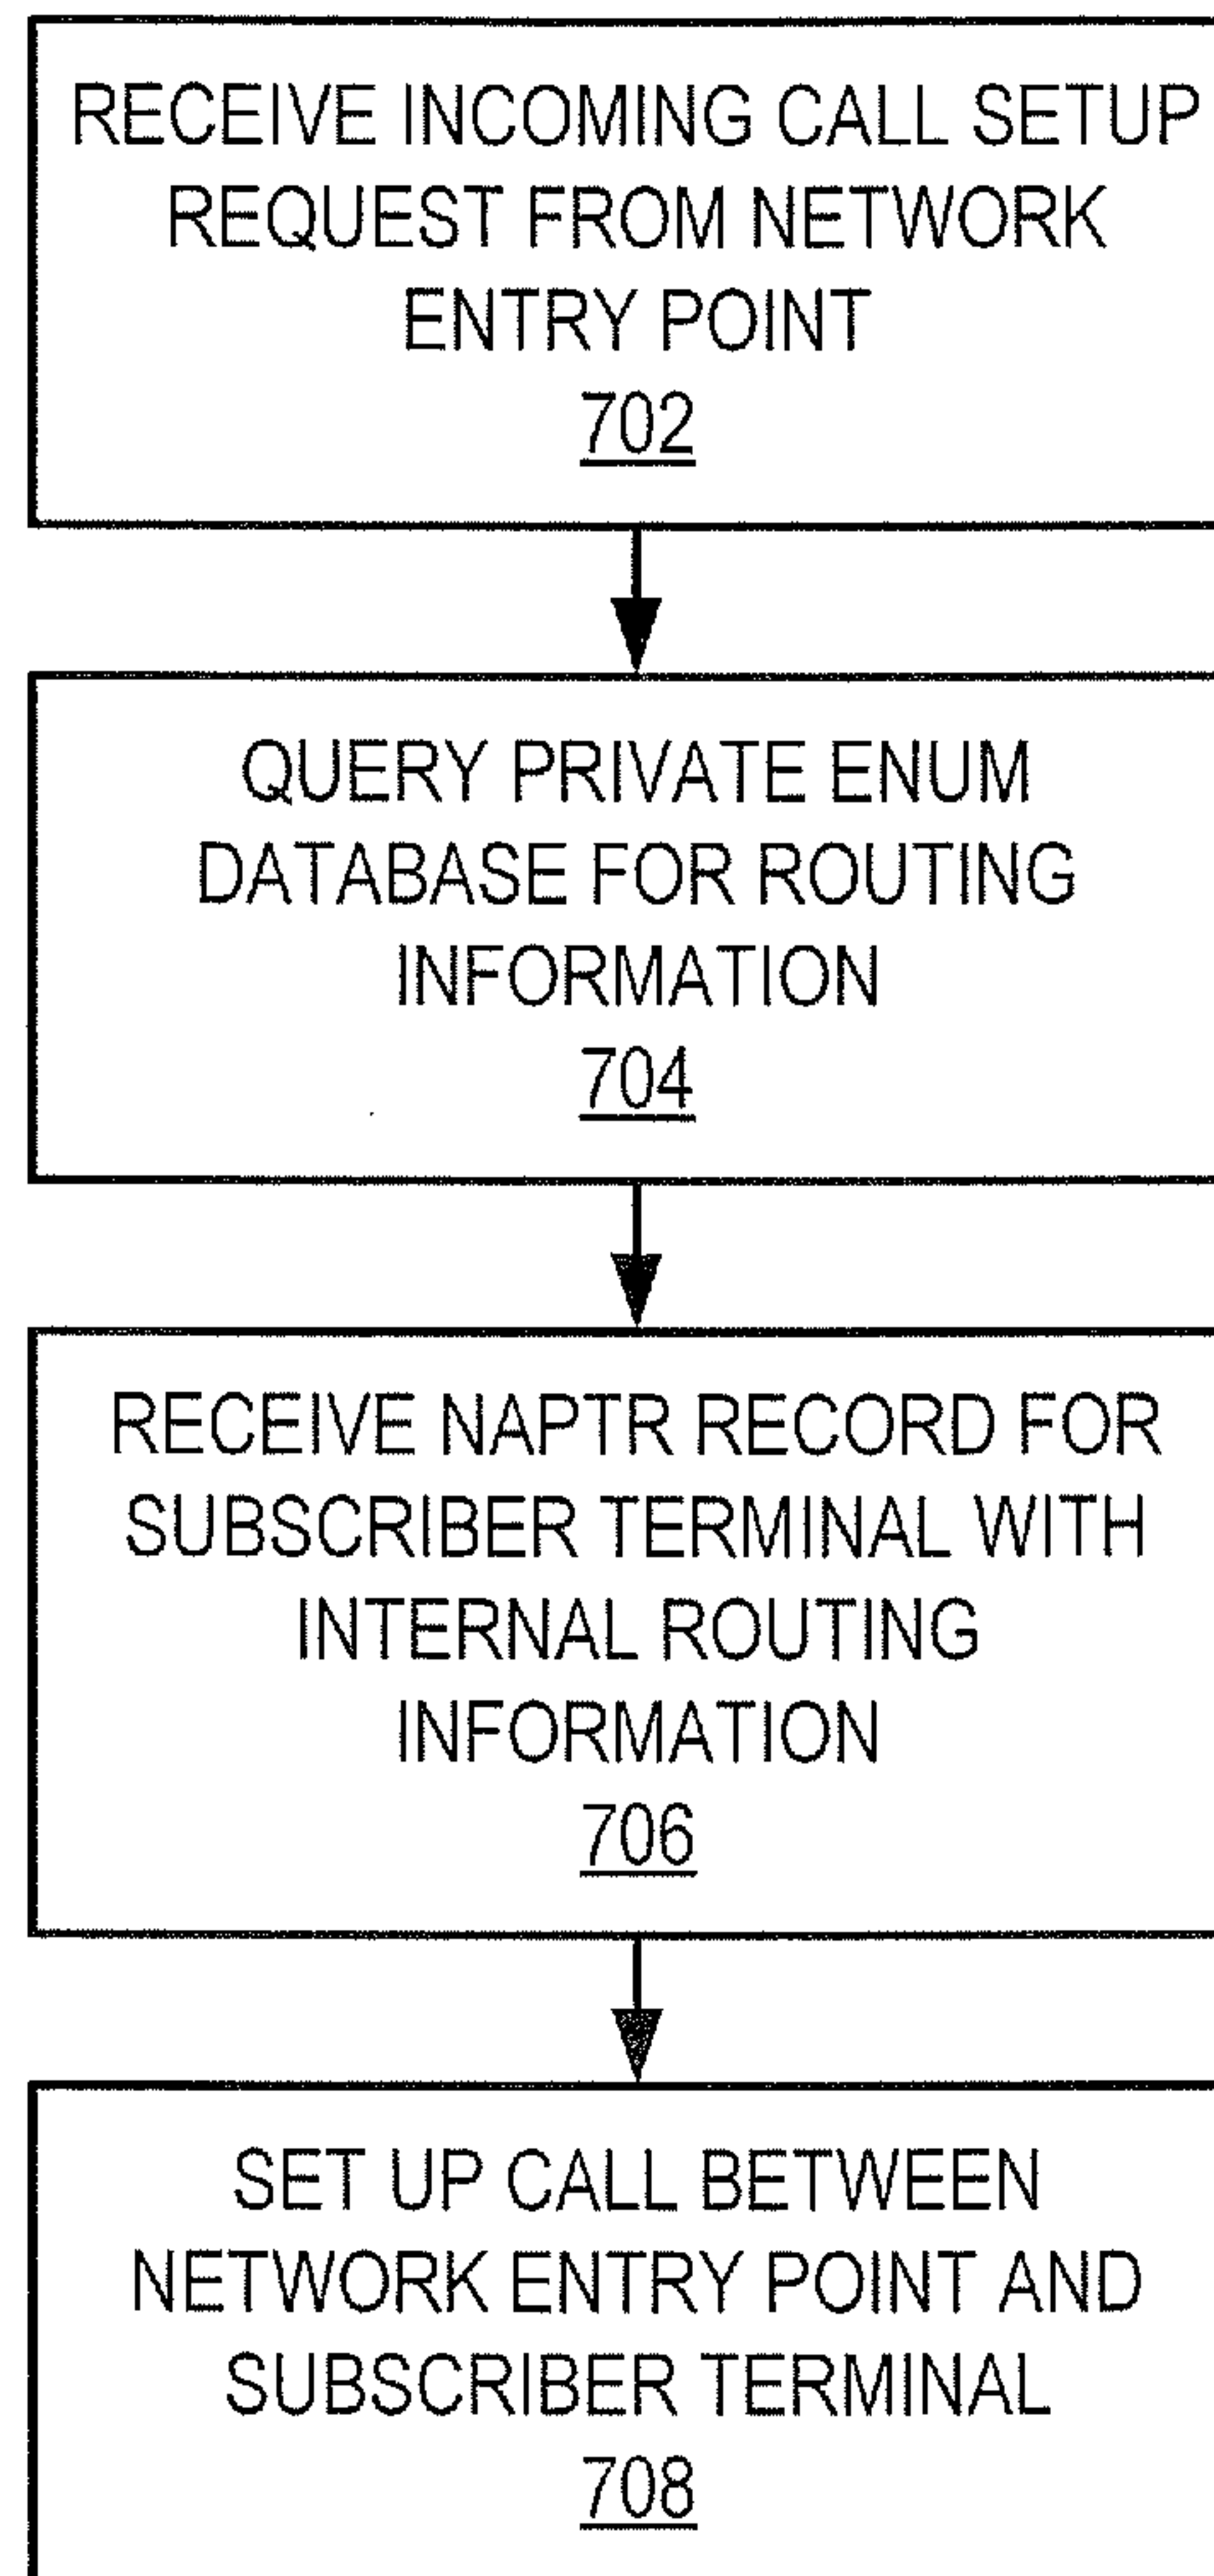 RECEIVE INCOMING CALL SETUP
REQUEST FROM NETWORK
ENTRY POINT
702
QUERY PRIVATE ENUM
DATABASE FOR ROUTING
INFORMATION
704
RECEIVE NAPTR RECORD FOR
SUBSCRIBER TERMINAL WITH
INTERNAL ROUTING
INFORMATION
706
SET UP CALL BETWEEN
NETWORK ENTRY POINT AND
SUBSCRIBER TERMINAL
708